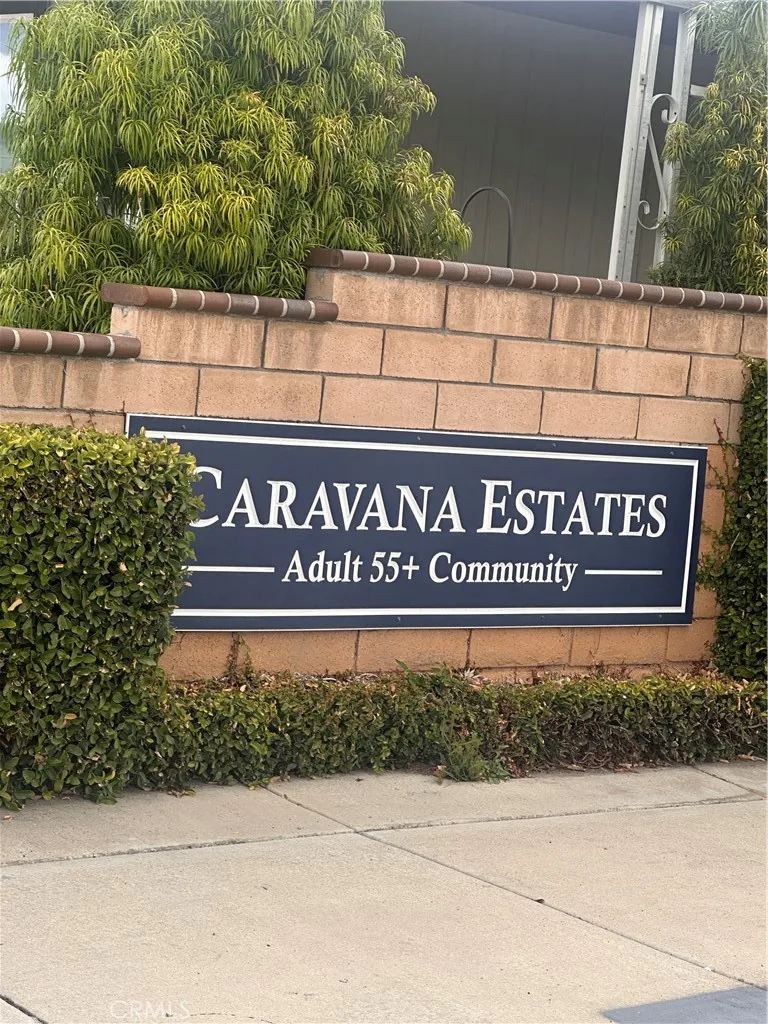 CARAVANA ESTATES
Adult 55+ Community
CRMLS